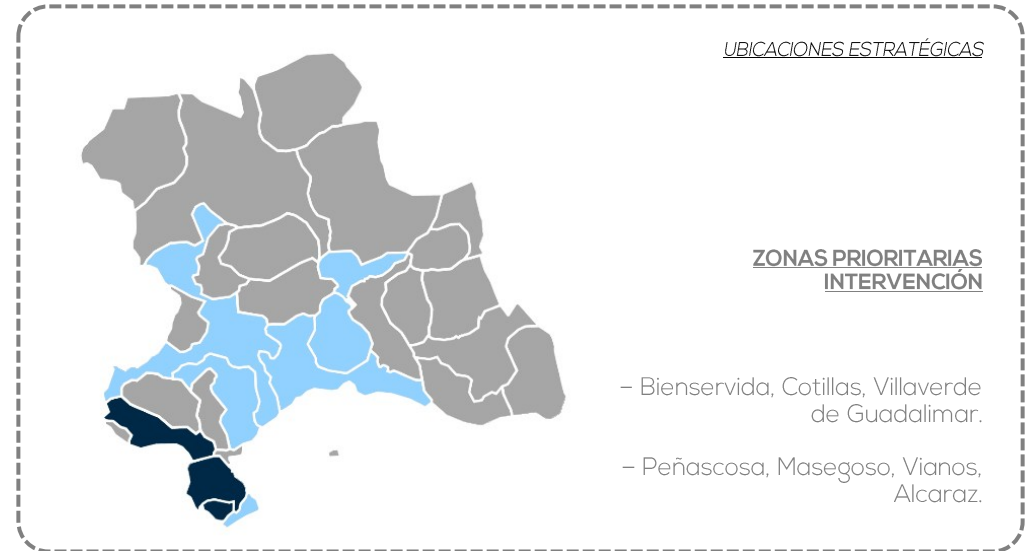 UBICACIONES ESTRATÉGICAS
ZONAS PRIORITARIAS
INTERVENCIÓN
– Bienservida, Cotillas, Villaverde
de Guadalimar.
– Peñascosa, Masegoso, Vianos,
Alcaraz.